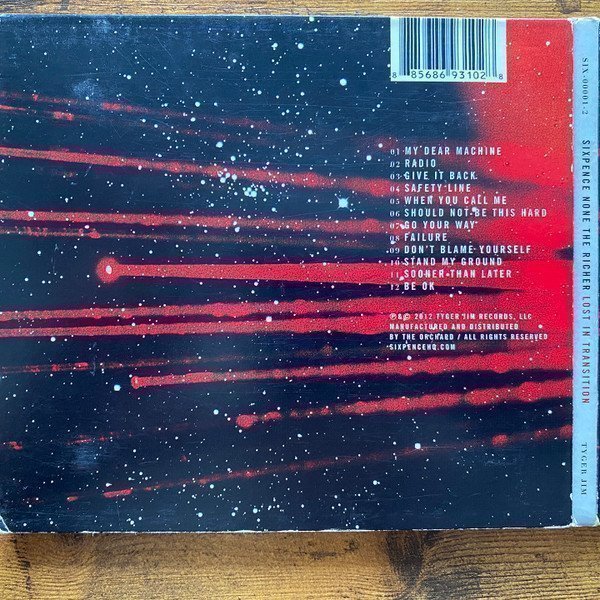 8 85686 93102 8
01 MY DEAR MACHINE
02 RADIO
03 GIVE IT BACK
04 SAFETY LINE
05 WHEN YOU CALL ME
06 SHOULD NOT BE THIS HARD
07 GO YOUR WAY
08 FAILURE
09 DON'T BLAME YOURSELF
10 STAND MY GROUND
11 SOONER THAN LATER
12 BE OK
℗&© 2012 TYGER JIM RECORDS, LLC
MANUFACTURED AND DISTRIBUTED
BY THE ORCHARD / ALL RIGHTS RESERVED
SIXPENCEHQ.COM
SIX-00001-2
SIXPENCE NONE THE RICHER LOST IN TRANSITION
TYGER JIM